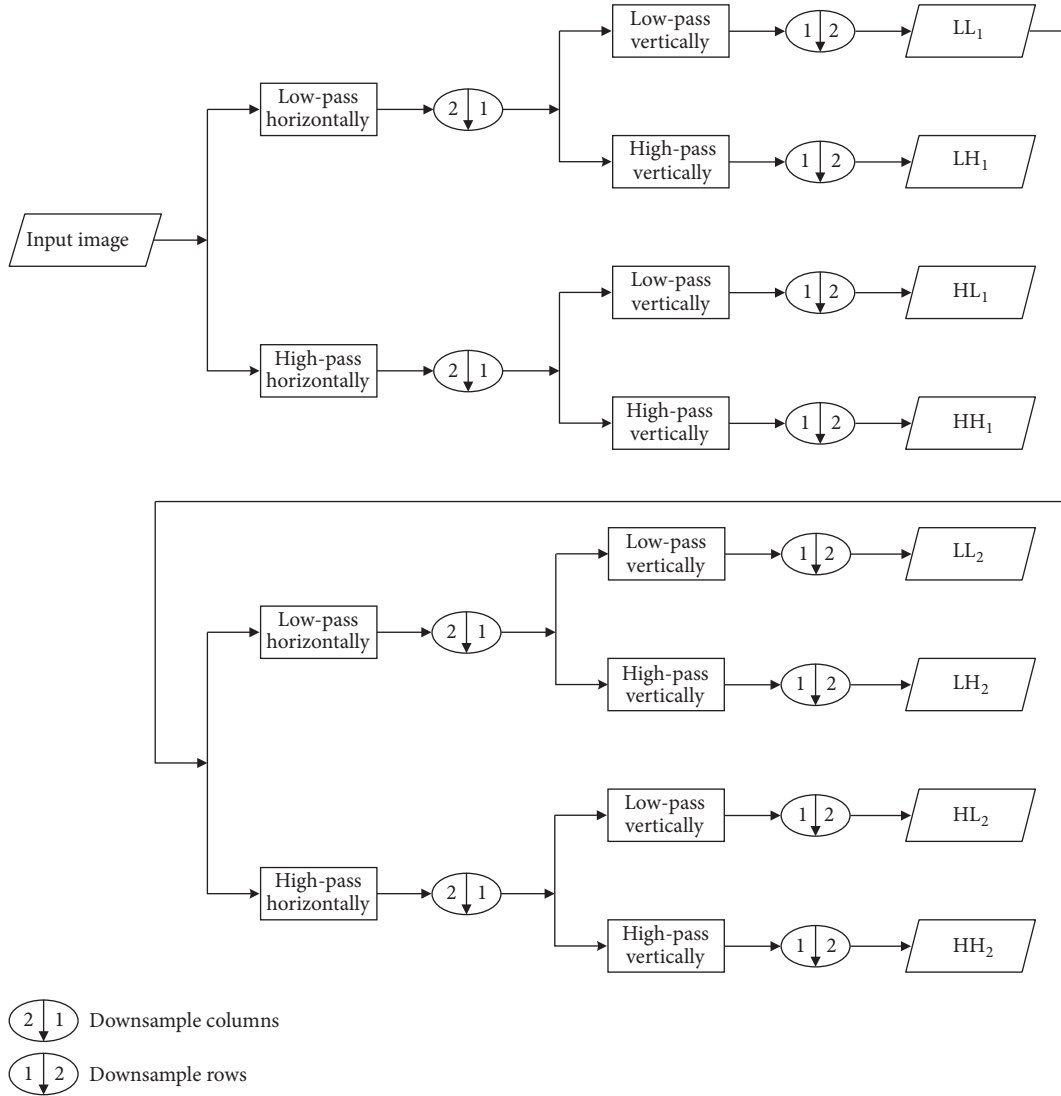 Low-pass
vertically
1 2
LL1
Low-pass
horizontally
2 1
High-pass
vertically
1 2
LH1
Input image
Low-pass
vertically
1 2
HL1
High-pass
horizontally
2 1
High-pass
vertically
1 2
HH1
Low-pass
vertically
1 2
LL2
Low-pass
horizontally
2 1
High-pass
vertically
1 2
LH2
Low-pass
vertically
1 2
HL2
High-pass
horizontally
2 1
High-pass
vertically
1 2
HH2
2 1 Downsample columns
1 2 Downsample rows